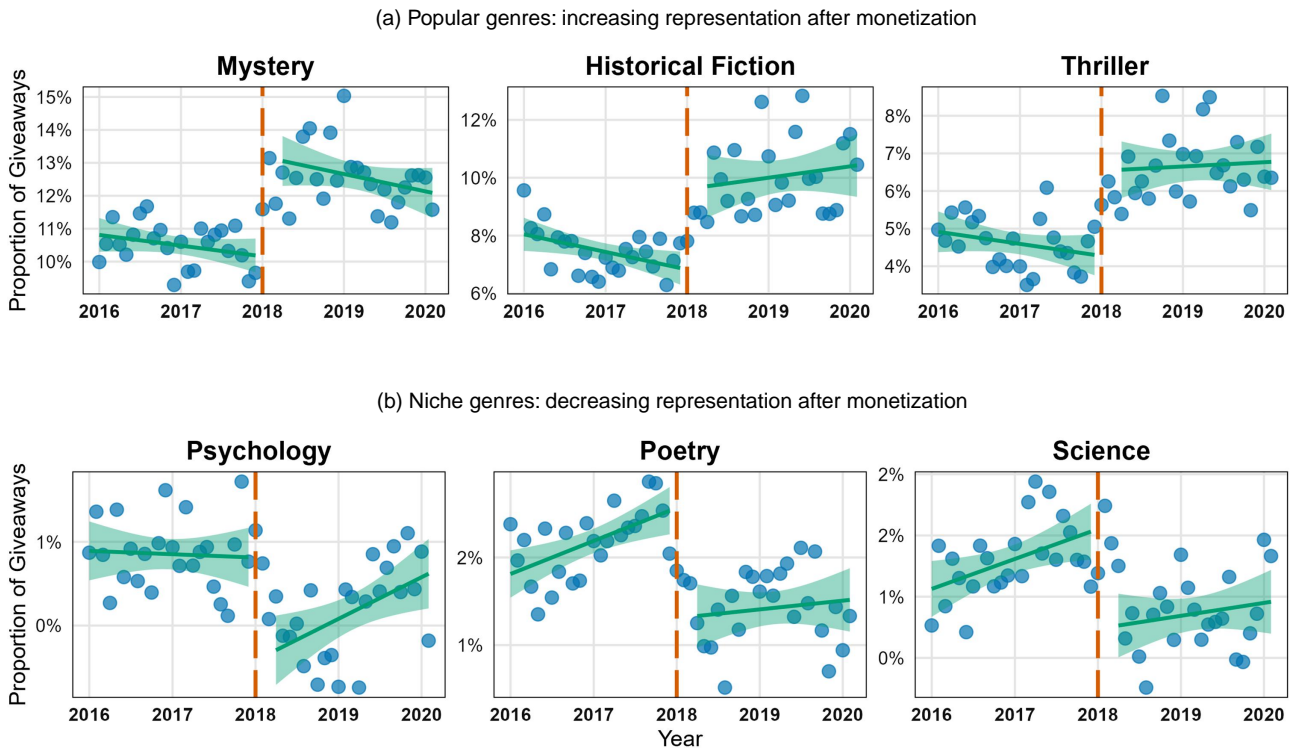 (a) Popular genres: increasing representation after monetization
Mystery Historical Fiction Thriller
Proportion of Giveaways
15%
14%
13%
12%
11%
10%
12%
10%
8%
6%
8%
7%
6%
5%
4%
2016 2017 2018 2019 2020 2016 2017 2018 2019 2020 2016 2017 2018 2019 2020
(b) Niche genres: decreasing representation after monetization
Psychology Poetry Science
Proportion of Giveaways
1%
0%
2%
1%
2%
2%
1%
0%
2016 2017 2018 2019 2020 2016 2017 2018 2019 2020 2016 2017 2018 2019 2020
Year